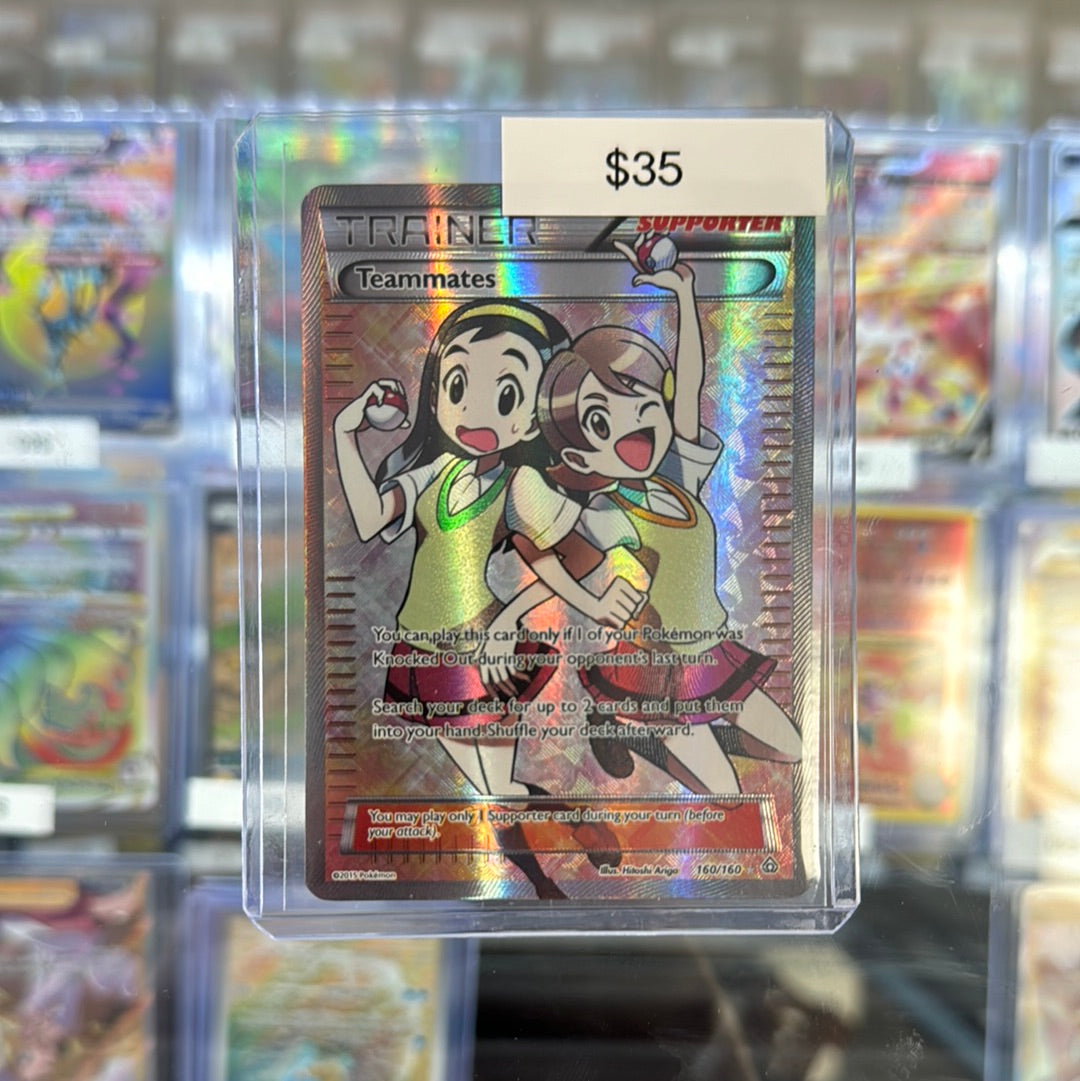 $35
TRAINER
SUPPORTER
Teammates
You can play this card only if 1 of your Pokémon was
Knocked Out during your opponent's last turn.
Search your deck for up to 2 cards and put them
into your hand. Shuffle your deck afterward.
You may play only 1 Supporter card during your turn (before
your attack).
©2015 Pokémon
Illus. Hitoshi Ariga
160/160